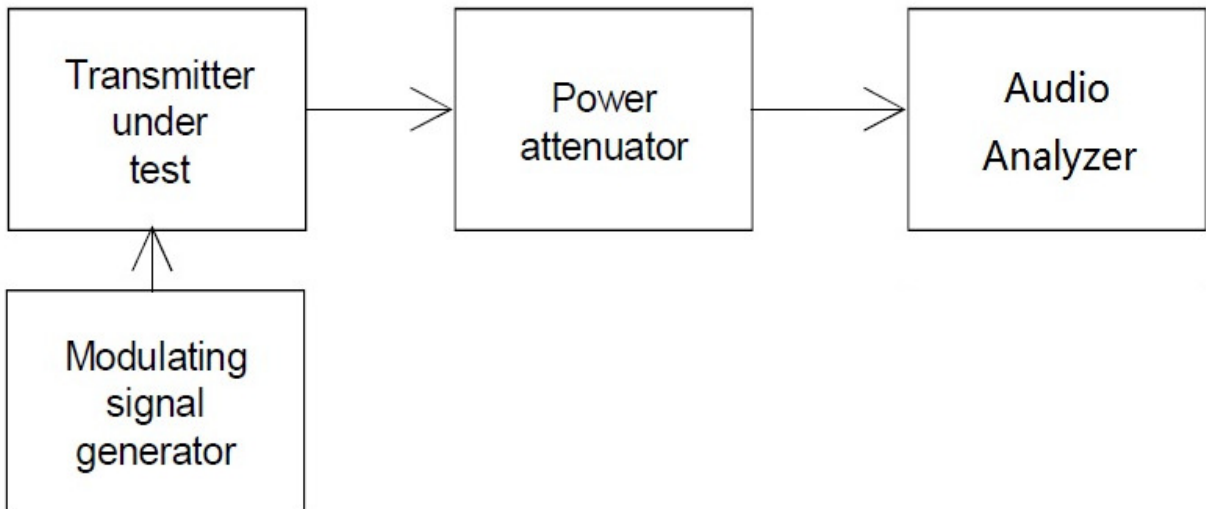 Transmitter
under
test
Power
attenuator
Audio
Analyzer
Modulating
signal
generator